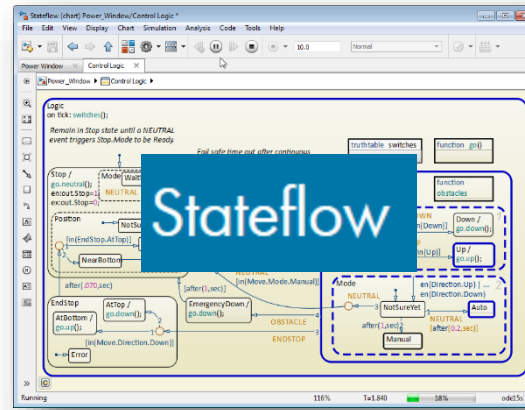 Stateflow (chart) Power_Window/Control Logic *
File Edit View Display Chart Simulation Analysis Code Tools Help
10.0 Normal
Power Window Control Logic
Power_Window Control Logic
Logic
on tick: switches();
Remain in Stop state until a NEUTRAL
event triggers Stop.Mode to be Ready.
Fail safe time out after continuous
truthtable switches
function go()
function
obstacles
Stop /
go.neutral();
en:out.Stop=1;
ex:out.Stop=0;
Mode
NEUTRAL
Position
[in(EndStop.AtTop)]
NearBottom
after(.070,sec)
Stateflow
Down /
go.down();
Up /
go.up();
[in(Move.Mode.Manual)]
after(1,sec)
EndStop
AtTop /
go.down();
AtBottom /
go.up();
[in(Move.Direction.Down)]
Error
EmergencyDown /
go.down();
OBSTACLE
ENDSTOP
Mode
NEUTRAL
en(Direction.Up) | ...
en(Direction.Down)
NotSureYet
Auto
NEUTRAL
[after(0.2,sec)]
after(1,sec)
Manual
Running 116% T=1.840 18% ode15s